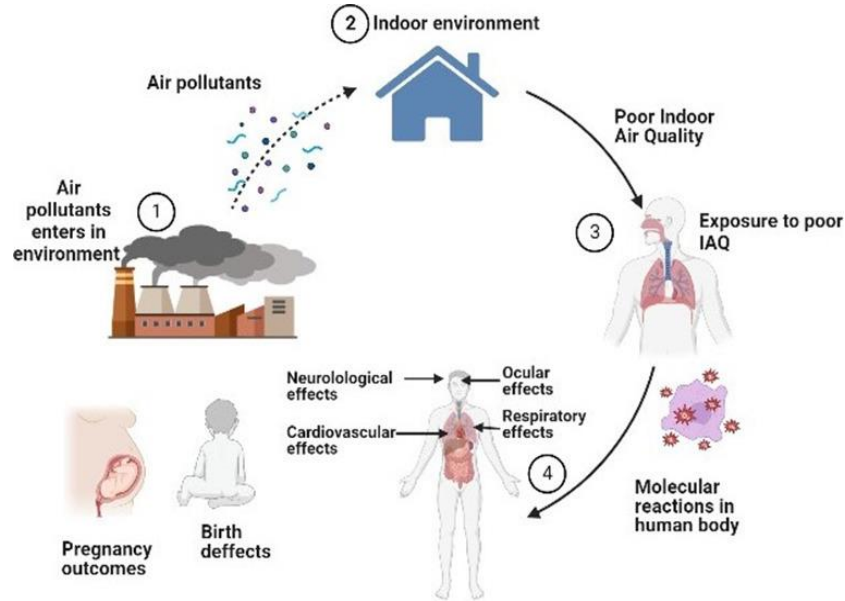 2 Indoor environment
Air pollutants
Poor Indoor
Air Quality
Air
pollutants
enters in
environment
1
3
Exposure to poor
IAQ
Neurolological
effects
Ocular
effects
Cardiovascular
effects
Respiratory
effects
4
Molecular
reactions in
human body
Pregnancy
outcomes
Birth
deffects